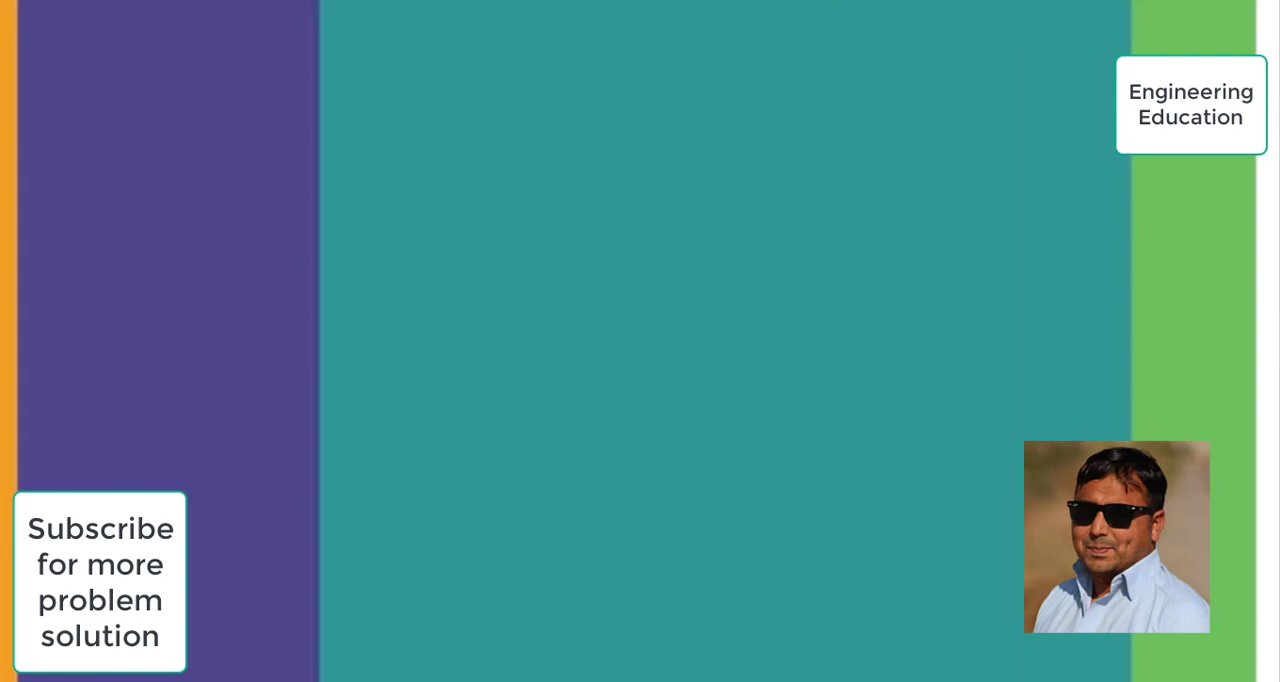 Engineering
Education
Subscribe
for more
problem
solution